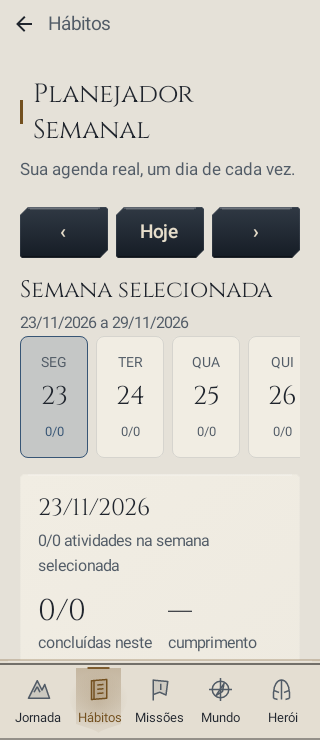 Hábitos
Planejador
Semanal
Sua agenda real, um dia de cada vez.
‹ Hoje ›
Semana selecionada
23/11/2026 a 29/11/2026
SEG TER QUA QUI
23 24 25 26
0/0 0/0 0/0 0/0
23/11/2026
0/0 atividades na semana
selecionada
0/0 —
concluídas neste cumprimento
Jornada Hábitos Missões Mundo Herói